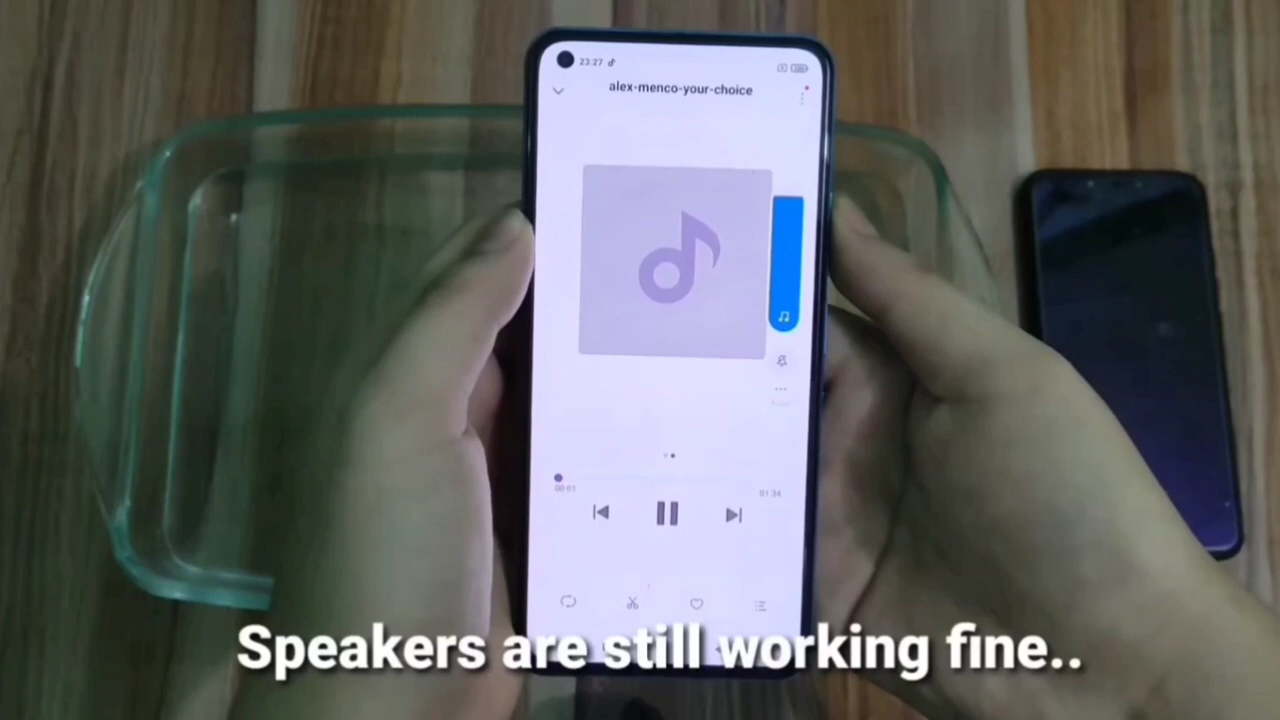 23:27
alex-menco-your-choice
00:01
01:34
Speakers are still working fine..